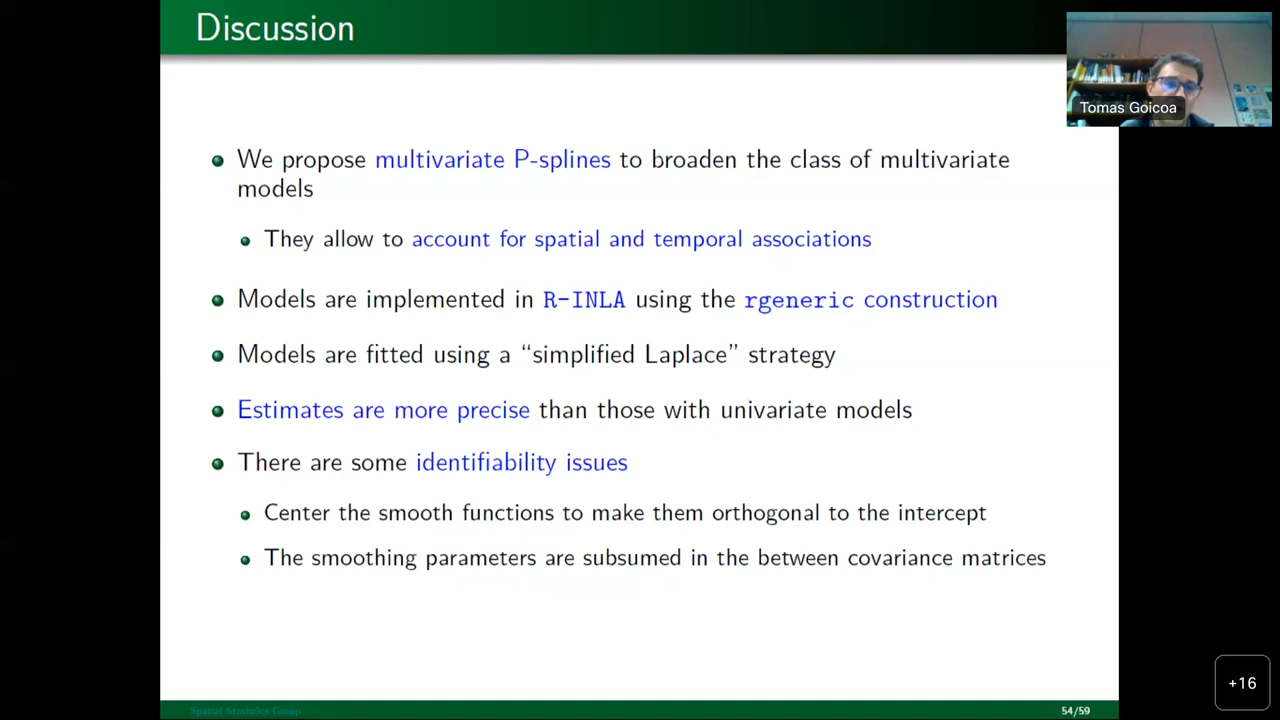 Discussion
Tomas Goicoa
We propose multivariate P-splines to broaden the class of multivariate
models
They allow to account for spatial and temporal associations
Models are implemented in R-INLA using the rgeneric construction
Models are fitted using a “simplified Laplace” strategy
Estimates are more precise than those with univariate models
There are some identifiability issues
Center the smooth functions to make them orthogonal to the intercept
The smoothing parameters are subsumed in the between covariance matrices
+16
Spatial Statistics Group
54/59